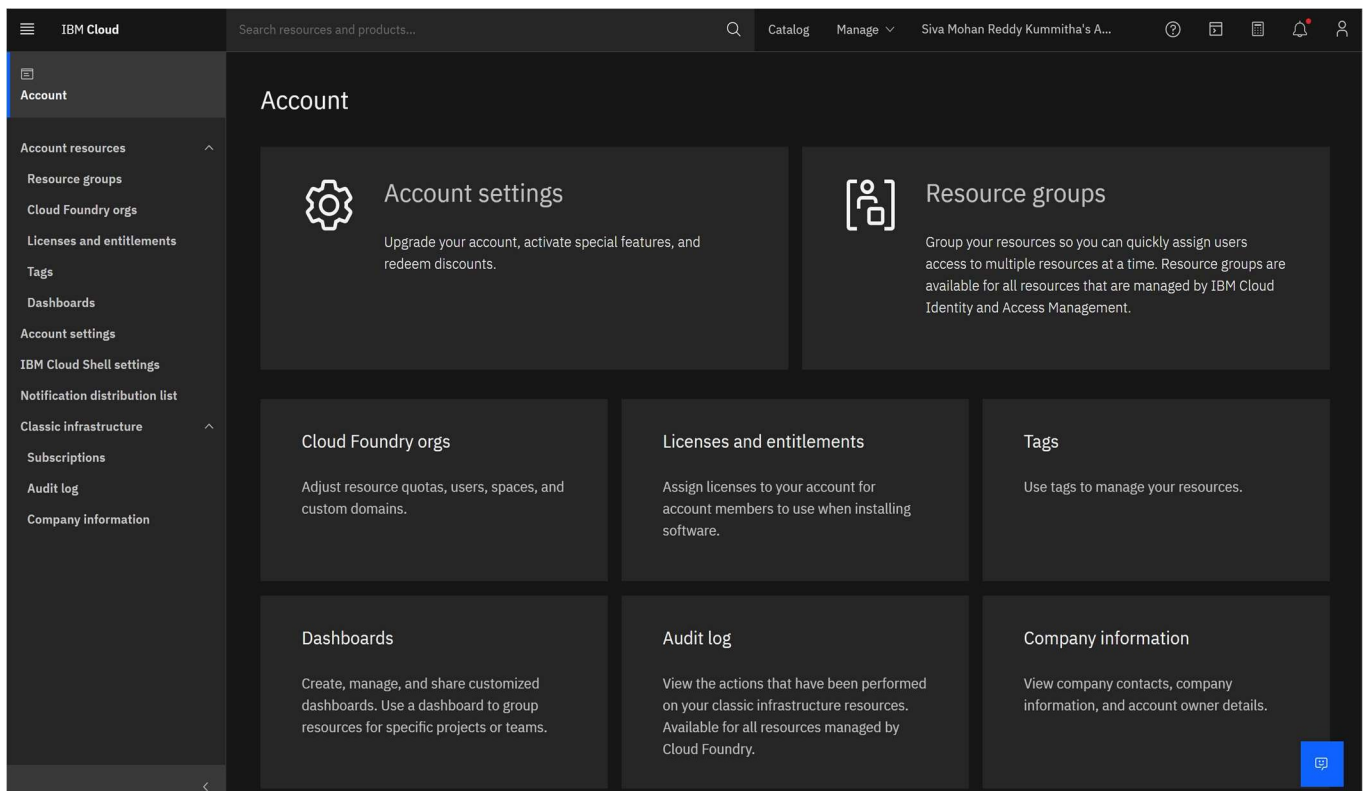 IBM Cloud
Search resources and products...
Catalog
Manage
Siva Mohan Reddy Kummitha's A...
Account
Account resources
Resource groups
Cloud Foundry orgs
Licenses and entitlements
Tags
Dashboards
Account settings
IBM Cloud Shell settings
Notification distribution list
Classic infrastructure
Subscriptions
Audit log
Company information
Account
Account settings
Upgrade your account, activate special features, and
redeem discounts.
Resource groups
Group your resources so you can quickly assign users
access to multiple resources at a time. Resource groups are
available for all resources that are managed by IBM Cloud
Identity and Access Management.
Cloud Foundry orgs
Adjust resource quotas, users, spaces, and
custom domains.
Licenses and entitlements
Assign licenses to your account for
account members to use when installing
software.
Tags
Use tags to manage your resources.
Dashboards
Create, manage, and share customized
dashboards. Use a dashboard to group
resources for specific projects or teams.
Audit log
View the actions that have been performed
on your classic infrastructure resources.
Available for all resources managed by
Cloud Foundry.
Company information
View company contacts, company
information, and account owner details.